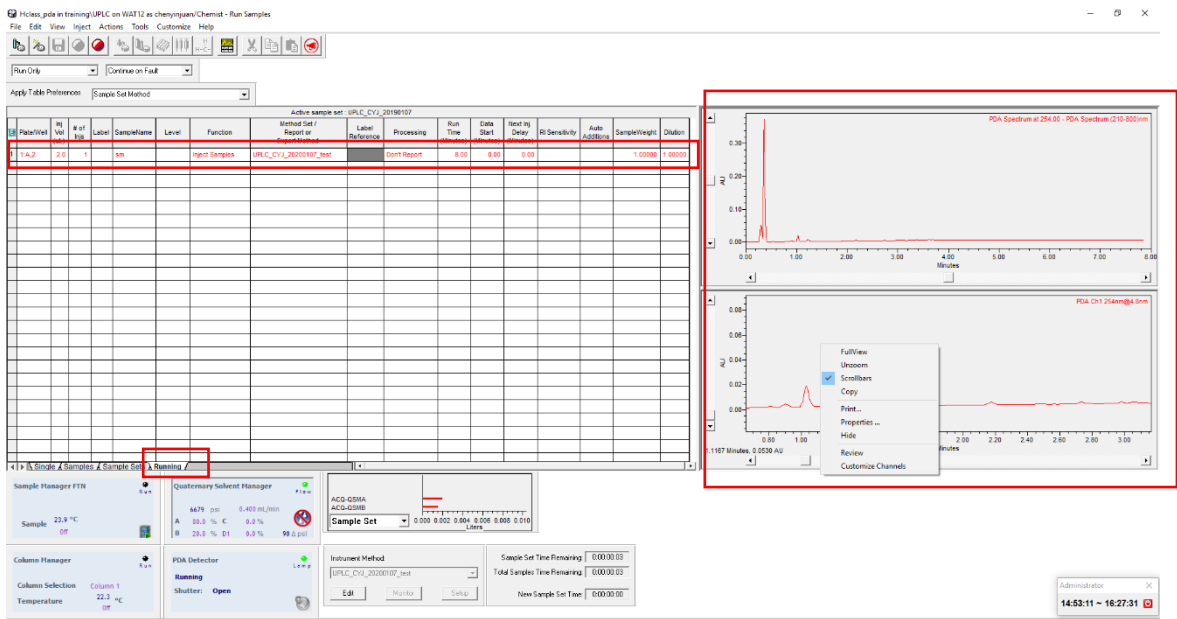 Hclass_pda in training\UPLC on WAT12 as chenyinjuan/Chemist - Run Samples
File Edit View Inject Actions Tools Customize Help
Run Only Continue on Fault
Apply Table Preferences Sample Set Method
Active sample set : UPLC_CYJ_20190107
Plate/Well Inj Vol (uL) # of Injs Label SampleName Level Function Method Set / Report or Export Method Label Reference Processing Run Time (Minutes) Data Start (Minutes) Next Inj. Delay (Minutes) RI Sensitivity Auto Additions SampleWeight Dilution
1 1:A,2 2.0 1 sm Inject Samples UPLC_CYJ_20200107_test Don't Report 8.00 0.00 0.00 1.00000 1.00000
Single Samples Sample Sets Running
PDA Spectrum at 254.00 - PDA Spectrum (210-800)nm
AU
0.30
0.20
0.10
0.00
0.00 1.00 2.00 3.00 4.00 5.00 6.00 7.00 8.00
Minutes
PDA Ch1 254nm@4.8nm
AU
0.08
0.06
0.04
0.02
0.00
0.80 1.00 2.00 2.20 2.40 2.60 2.80 3.00
Minutes
1.1187 Minutes, 0.0530 AU
FullView
Unzoom
Scrollbars
Copy
Print...
Properties ...
Hide
Review
Customize Channels
Sample Manager FTN
Run
Sample 23.9 °C
Off
Quaternary Solvent Manager
Flow
6679 psi 0.400 mL/min
A 80.0 % C 0.0 %
B 20.0 % D1 0.0 % 90 Δ psi
ACQ-QSMA
ACQ-QSMB
Sample Set
0.000 0.002 0.004 0.006 0.008 0.010
Liters
Column Manager
Run
Column Selection Column 1
Temperature 22.3 °C
Off
PDA Detector
Lamp
Running
Shutter: Open
Instrument Method
UPLC_CYJ_20200107_test
Edit Monitor Setup
Sample Set Time Remaining: 0:00:00:03
Total Samples Time Remaining: 0:00:00:03
New Sample Set Time: 0:00:00:00
Administrator
14:53:11 ~ 16:27:31